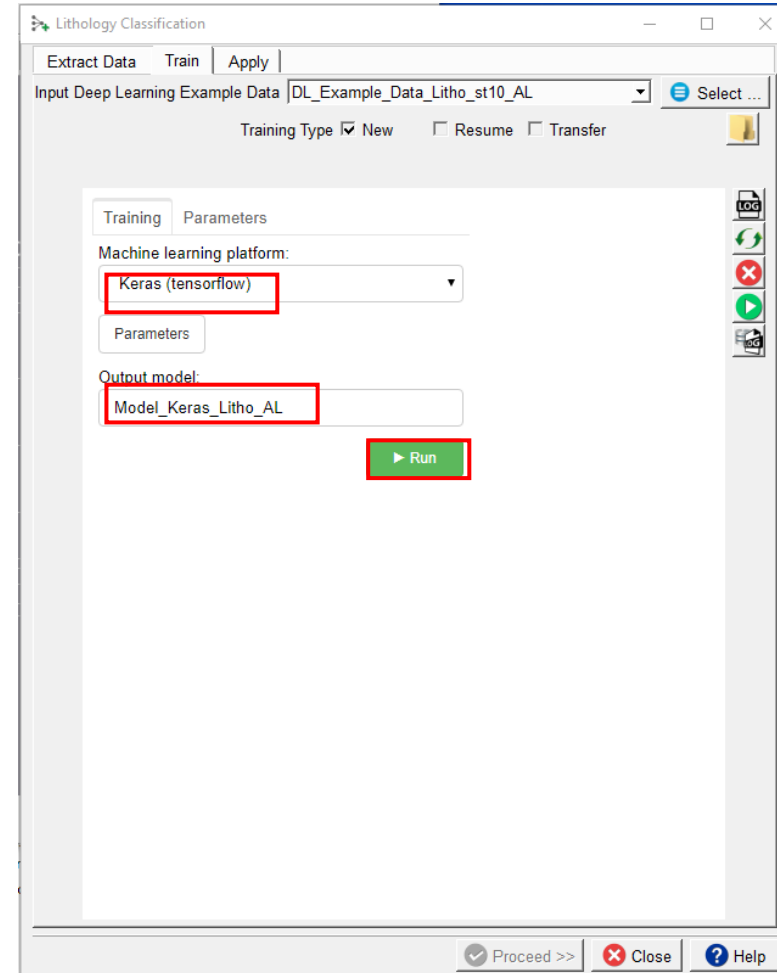 Lithology Classification
Extract Data Train Apply
Input Deep Learning Example Data DL_Example_Data_Litho_st10_AL Select ...
Training Type New Resume Transfer
LOG
Training Parameters
Machine learning platform:
Keras (tensorflow)
Parameters
LOG
Output model:
Model_Keras_Litho_AL
Run
Proceed >> Close Help